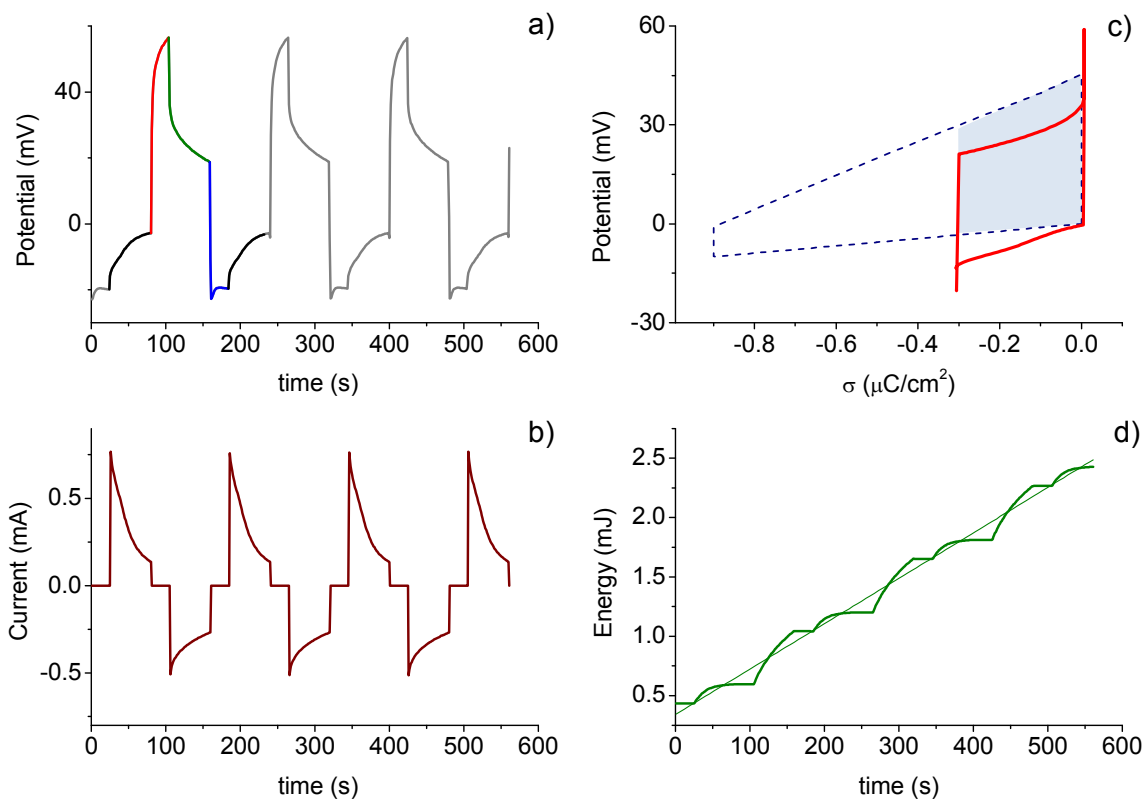 a)
Potential (mV)
40
0
0 100 200 300 400 500 600
time (s)
c)
Potential (mV)
60
30
0
-30
-0.8 -0.6 -0.4 -0.2 0.0
σ (μC/cm²)
b)
Current (mA)
0.5
0.0
-0.5
0 100 200 300 400 500 600
time (s)
d)
Energy (mJ)
2.5
2.0
1.5
1.0
0.5
0 100 200 300 400 500 600
time (s)